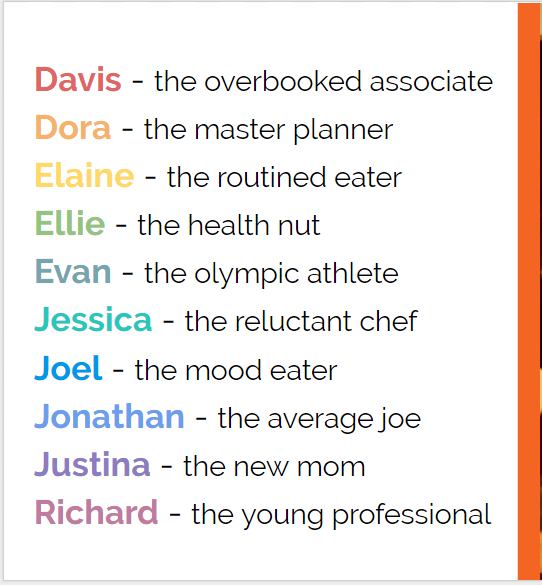 Davis - the overbooked associate
Dora - the master planner
Elaine - the routined eater
Ellie - the health nut
Evan - the olympic athlete
Jessica - the reluctant chef
Joel - the mood eater
Jonathan - the average joe
Justina - the new mom
Richard - the young professional